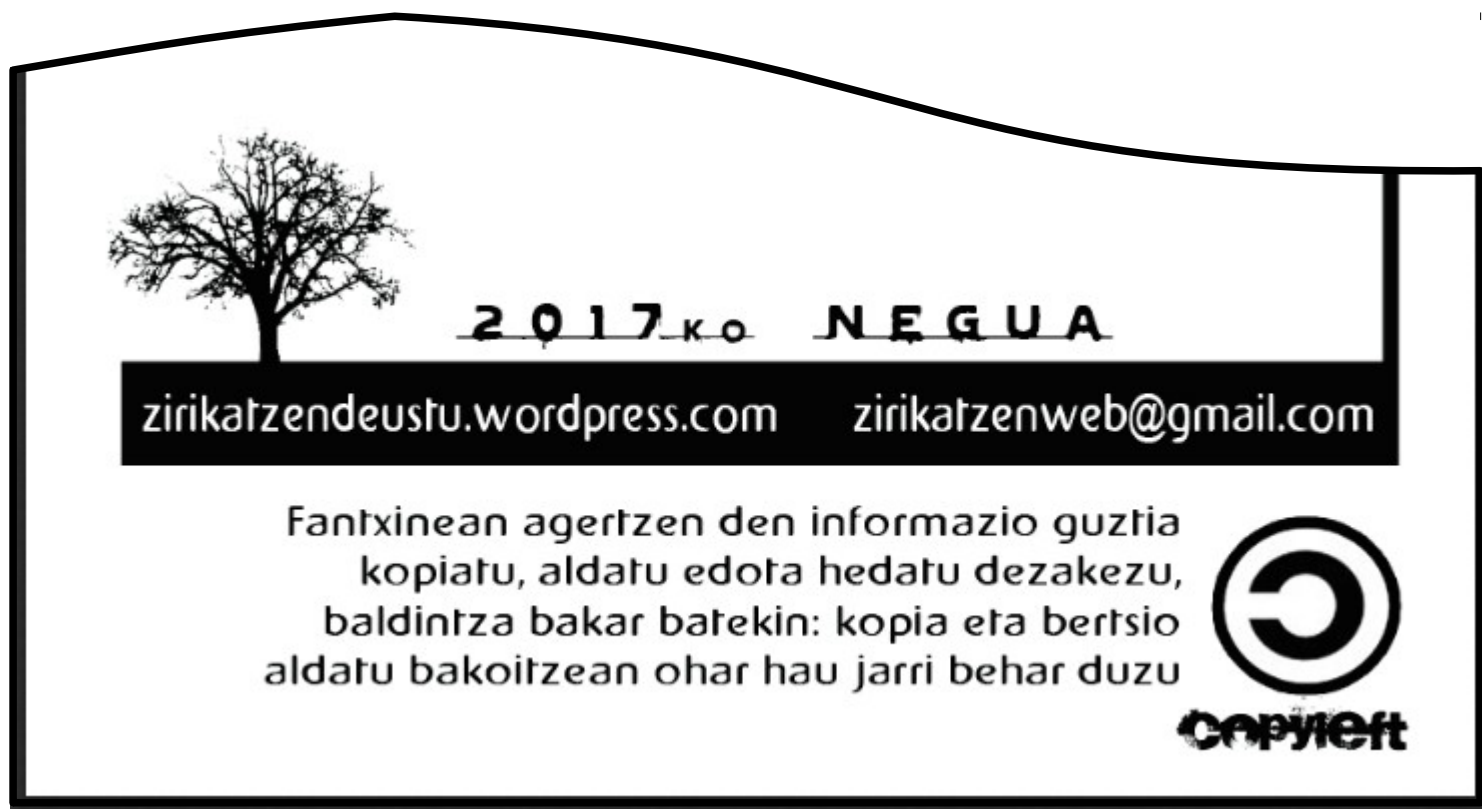 2017ko NEGUA
zirikatzendeustu.wordpress.com zirikatzenweb@gmail.com
Fantxinean agertzen den informazio guztia
kopiatu, aldatu edota hedatu dezakezu,
baldintza bakar batekin: kopia eta bertsio
aldatu bakoitzean ohar hau jarri behar duzu
copyleft